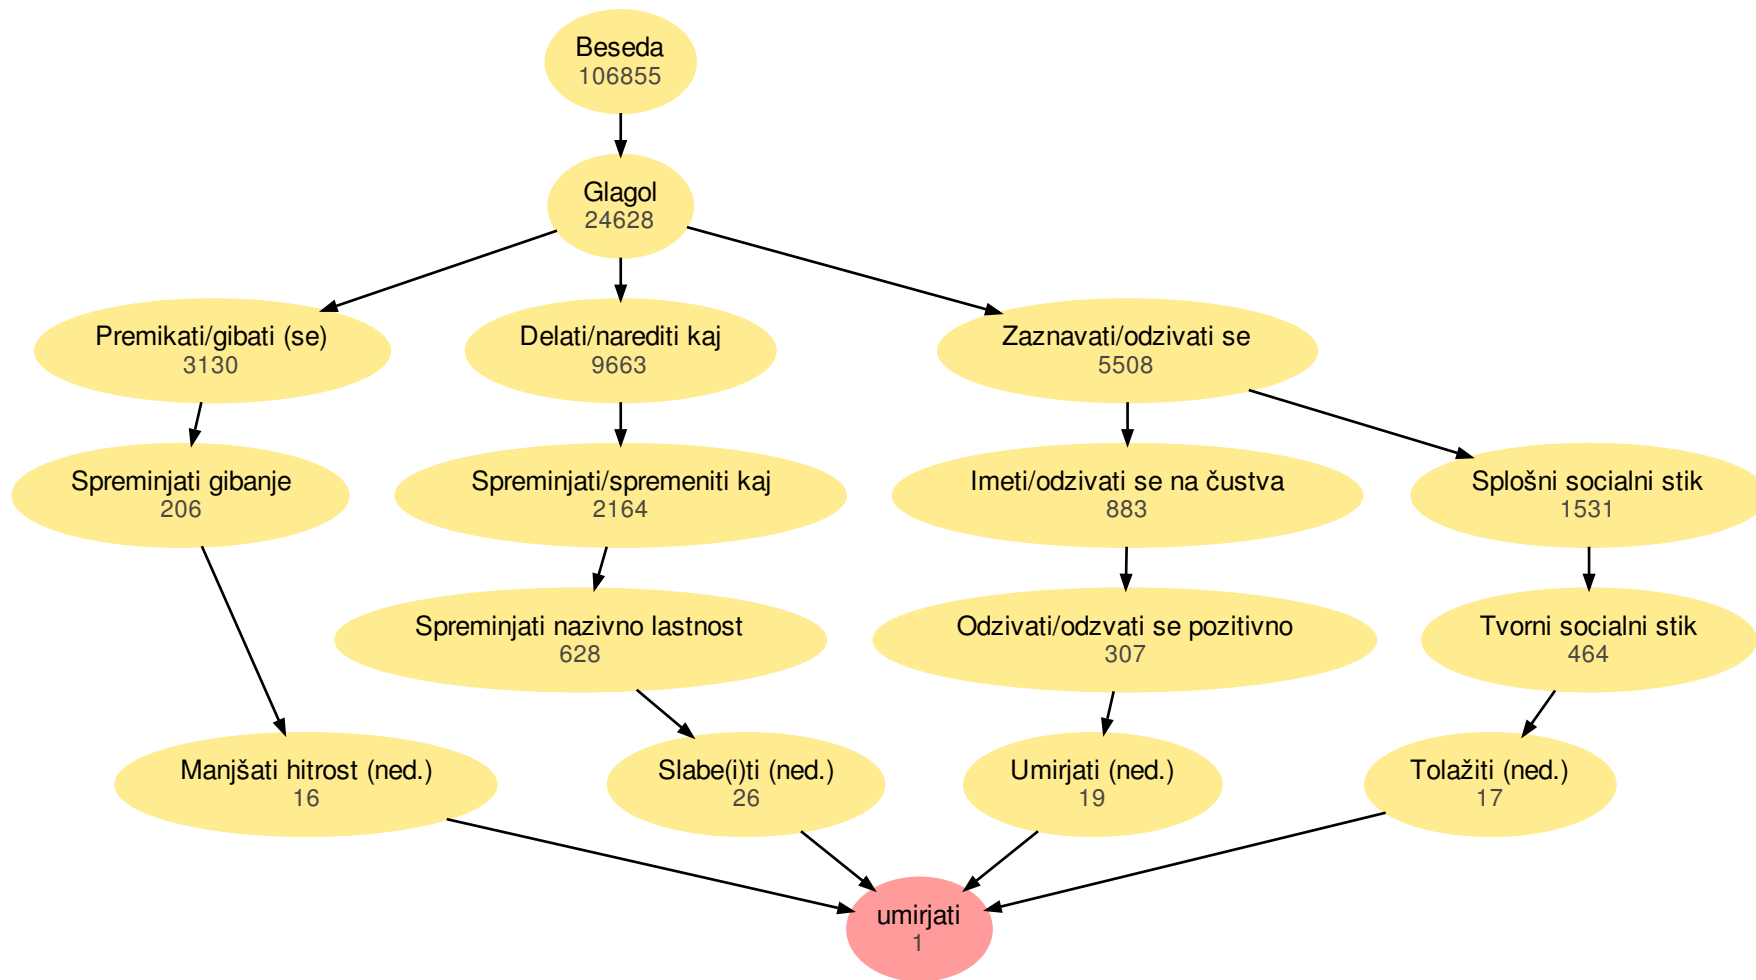 Beseda
106855
Glagol
24628
Premikati/gibati (se)
3130
Delati/narediti kaj
9663
Zaznavati/odzivati se
5508
Spreminjati gibanje
206
Spreminjati/spremeniti kaj
2164
Imeti/odzivati se na čustva
883
Splošni socialni stik
1531
Spreminjati nazivno lastnost
628
Odzivati/odzvati se pozitivno
307
Tvorni socialni stik
464
Manjšati hitrost (ned.)
16
Slabe(i)ti (ned.)
26
Umirjati (ned.)
19
Tolažiti (ned.)
17
umirjati
1